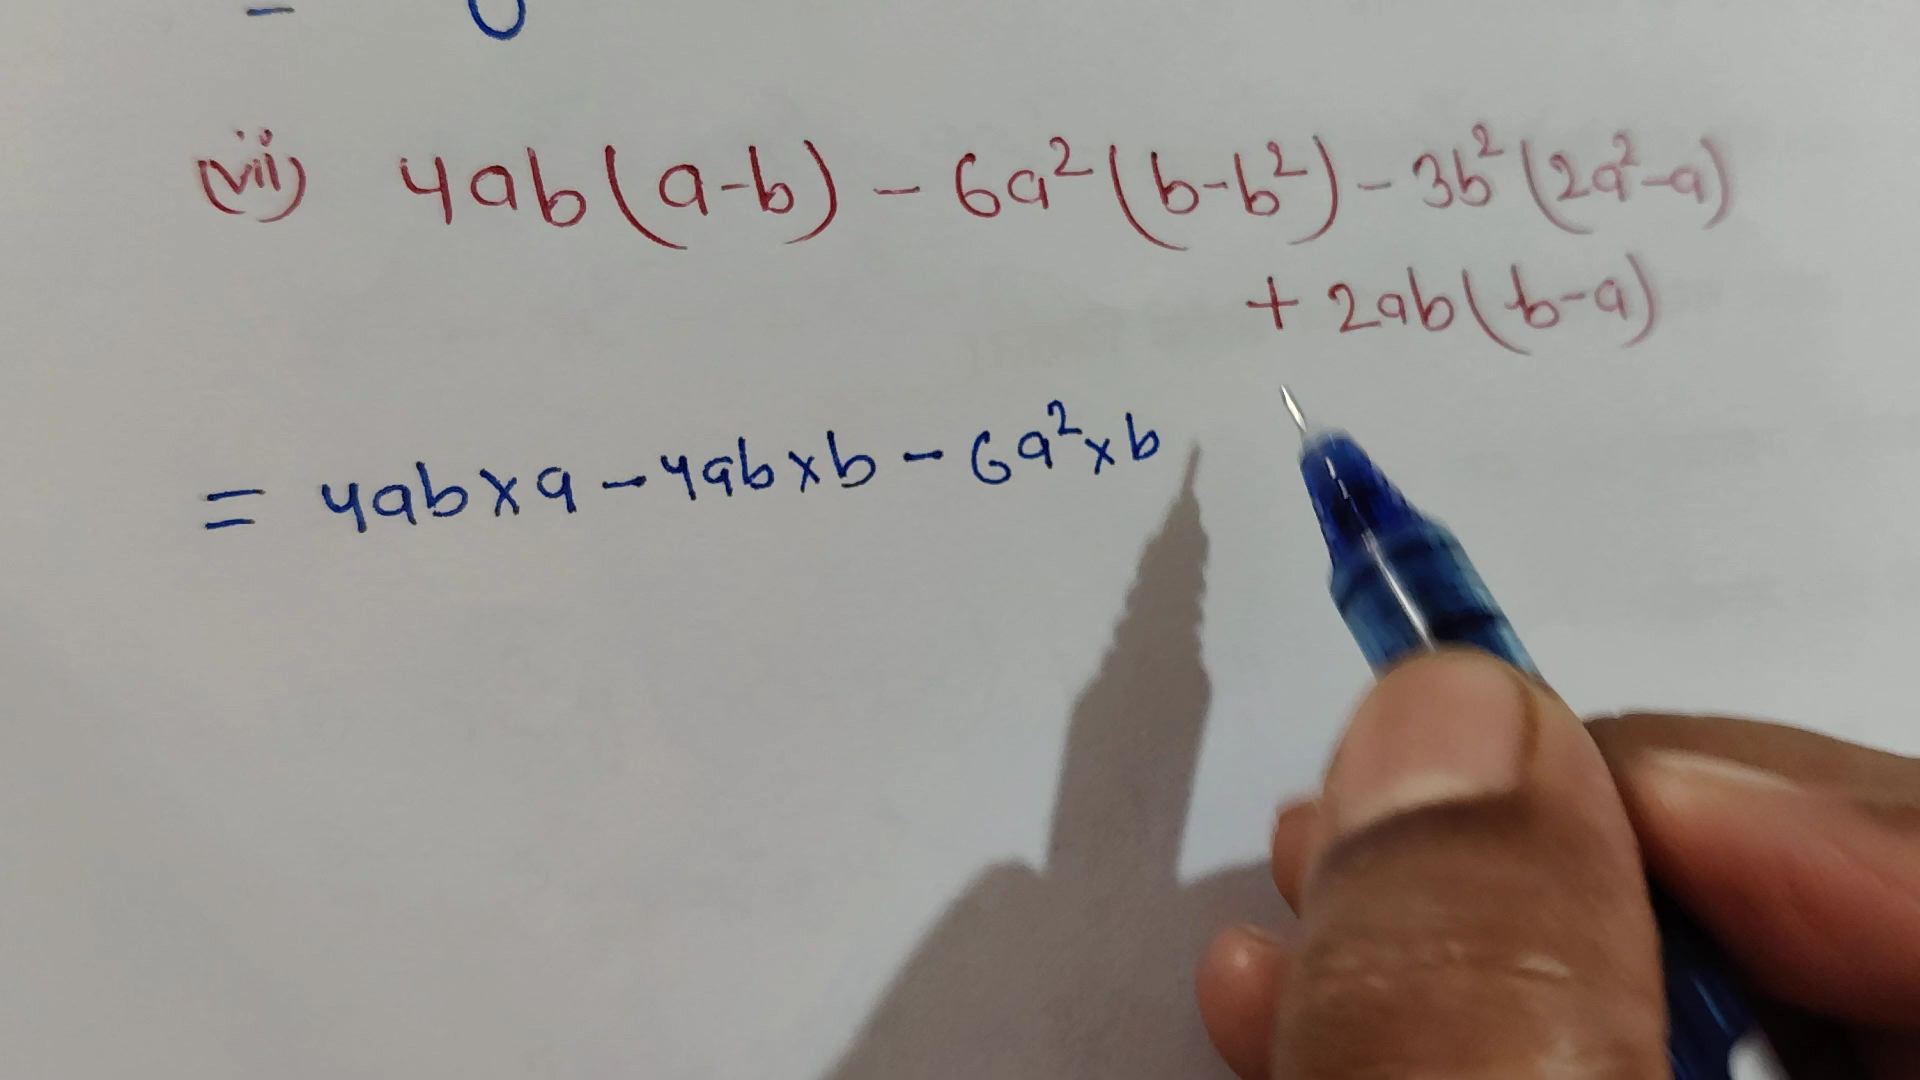 (vii) 4ab(a-b) - 6a²(b-b²) - 3b²(2a²-a)
+ 2ab(b-a)
= 4ab×a - 4ab×b - 6a²×b